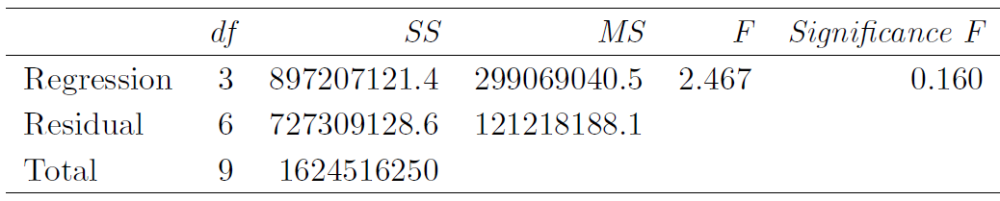 df SS MS F Significance F
Regression 3 897207121.4 299069040.5 2.467 0.160
Residual 6 727309128.6 121218188.1
Total 9 1624516250